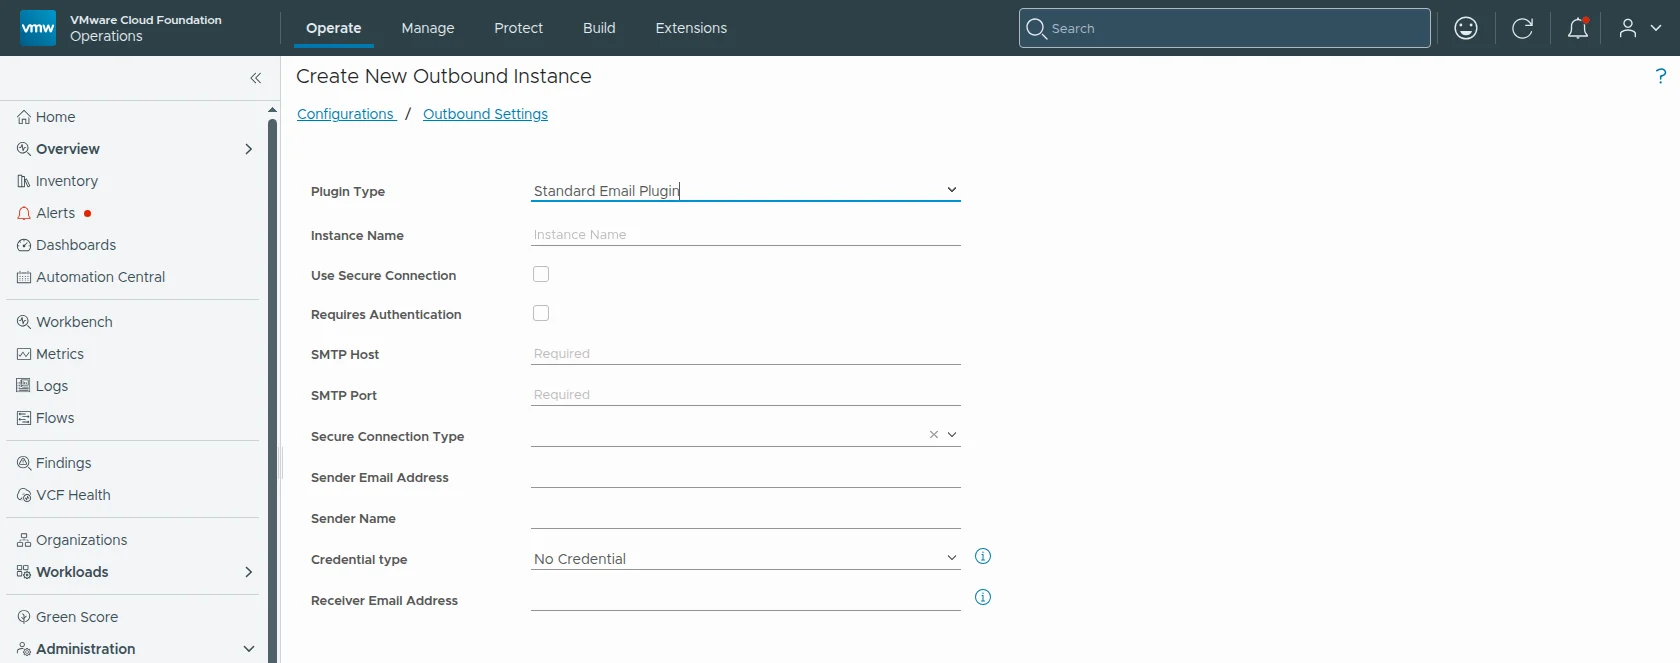 vmw
VMware Cloud Foundation
Operations
Operate
Manage
Protect
Build
Extensions
Search
Home
Overview
Inventory
Alerts
Dashboards
Automation Central
Workbench
Metrics
Logs
Flows
Findings
VCF Health
Organizations
Workloads
Green Score
Administration
Create New Outbound Instance
?
Configurations / Outbound Settings
Plugin Type
Standard Email Plugin
Instance Name
Instance Name
Use Secure Connection
Requires Authentication
SMTP Host
Required
SMTP Port
Required
Secure Connection Type
Sender Email Address
Sender Name
Credential type
No Credential
Receiver Email Address